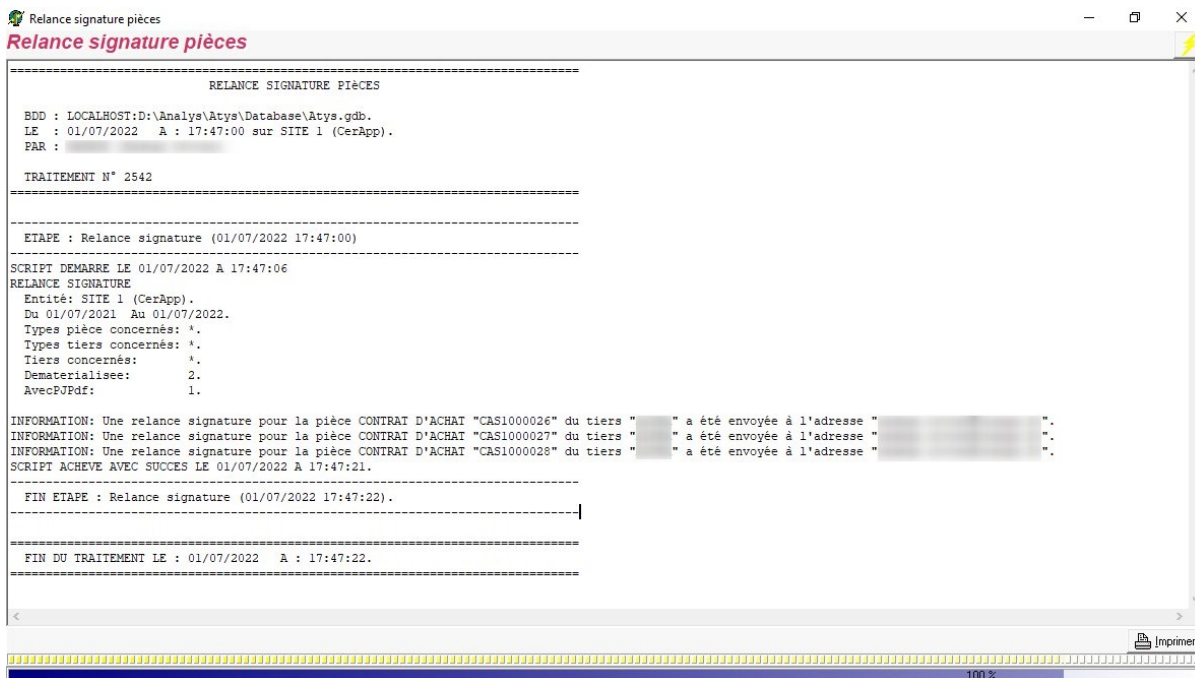 Relance signature pièces
Relance signature pièces
================================================================================
RELANCE SIGNATURE PIèCES
BDD : LOCALHOST:D:\Analys\Atys\Database\Atys.gdb.
LE : 01/07/2022 A : 17:47:00 sur SITE 1 (CerApp).
PAR :
TRAITEMENT N° 2542
================================================================================
--------------------------------------------------------------------------------
ETAPE : Relance signature (01/07/2022 17:47:00)
--------------------------------------------------------------------------------
SCRIPT DEMARRE LE 01/07/2022 A 17:47:06
RELANCE SIGNATURE
Entité: SITE 1 (CerApp).
Du 01/07/2021 Au 01/07/2022.
Types pièce concernés: *.
Types tiers concernés: *.
Tiers concernés: *.
Dematerialisee: 2.
AvecPJPdf: 1.
INFORMATION: Une relance signature pour la pièce CONTRAT D'ACHAT "CAS1000026" du tiers " " a été envoyée à l'adresse " ".
INFORMATION: Une relance signature pour la pièce CONTRAT D'ACHAT "CAS1000027" du tiers " " a été envoyée à l'adresse " ".
INFORMATION: Une relance signature pour la pièce CONTRAT D'ACHAT "CAS1000028" du tiers " " a été envoyée à l'adresse " ".
SCRIPT ACHEVE AVEC SUCCES LE 01/07/2022 A 17:47:21.
--------------------------------------------------------------------------------
FIN ETAPE : Relance signature (01/07/2022 17:47:22).
--------------------------------------------------------------------------------
================================================================================
FIN DU TRAITEMENT LE : 01/07/2022 A : 17:47:22.
================================================================================
Imprimer
100 %